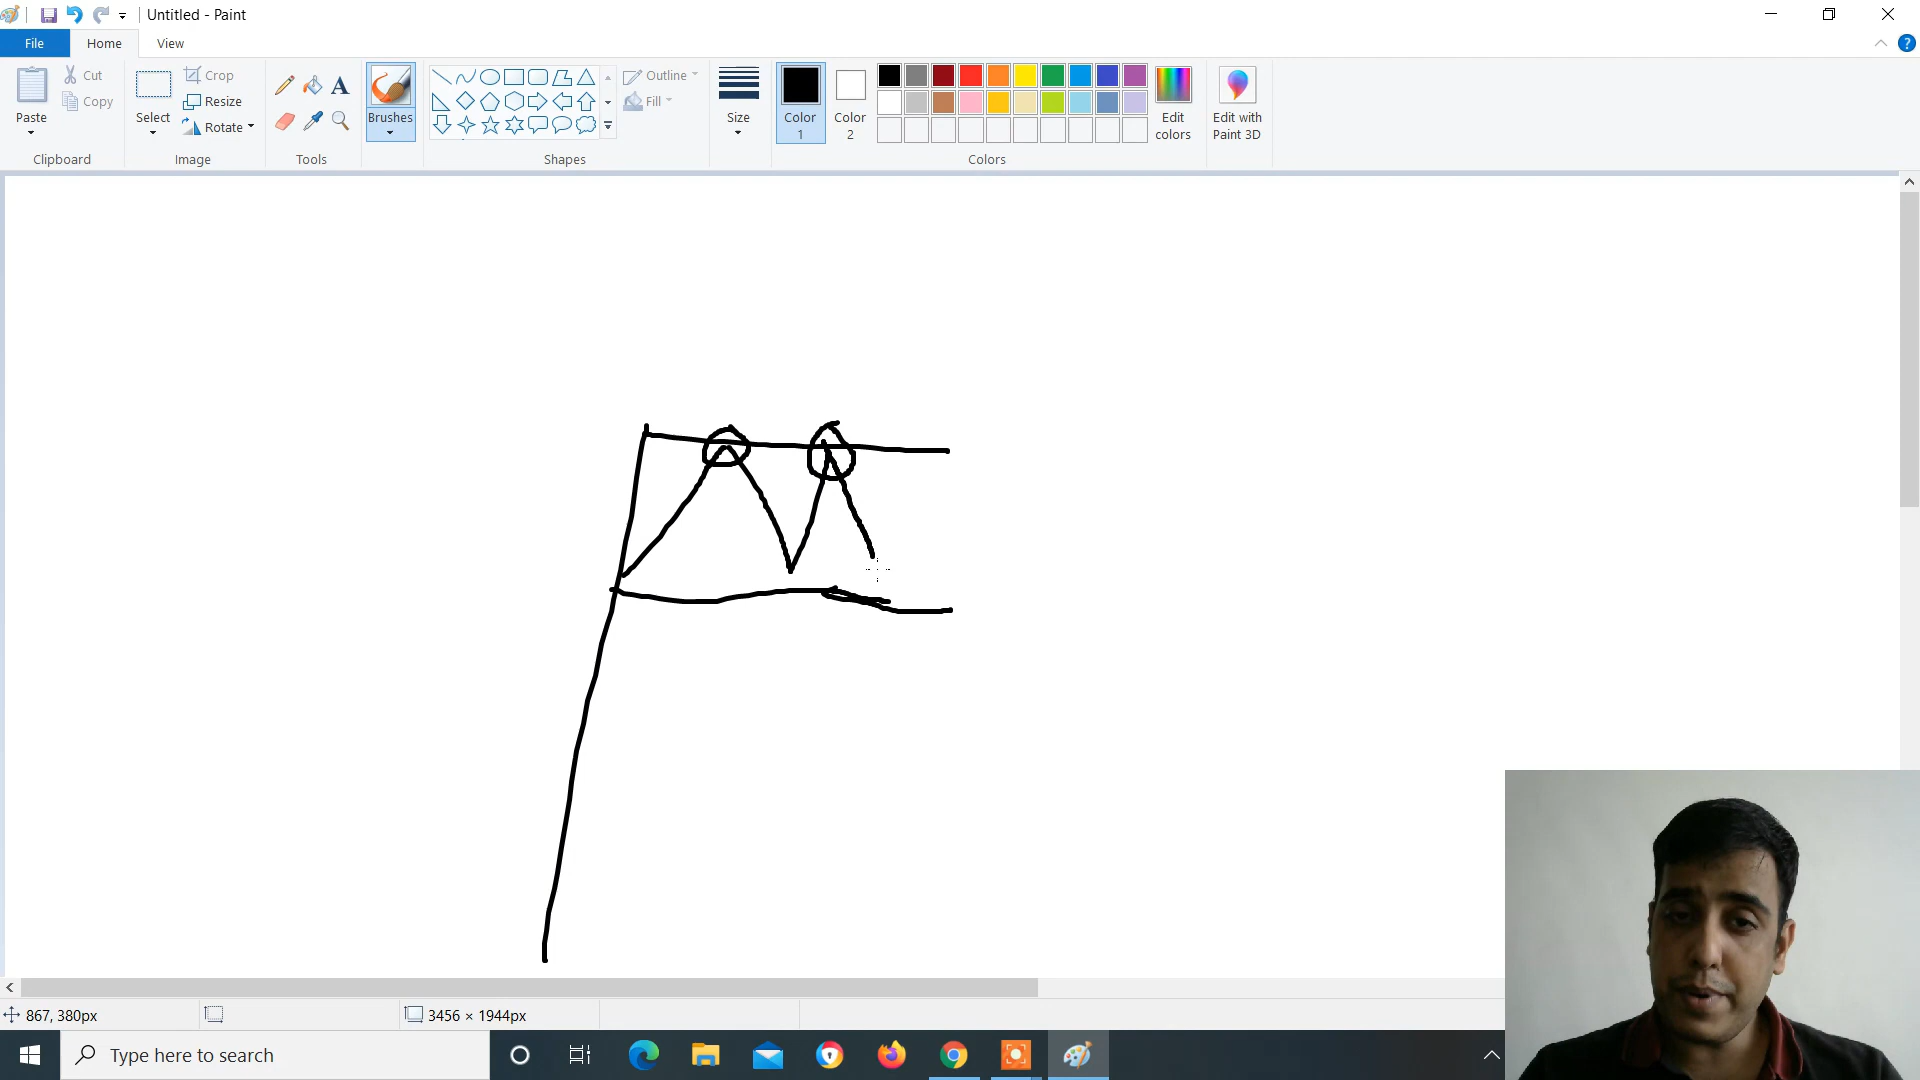 Untitled - Paint
File Home View
Paste
Cut
Copy
Clipboard
Select
Crop
Resize
Rotate
Image
A
Tools
Brushes
Outline
Fill
Shapes
Size
Color 1
Color 2
Edit colors
Colors
Edit with Paint 3D
867, 380px
3456 × 1944px
Type here to search